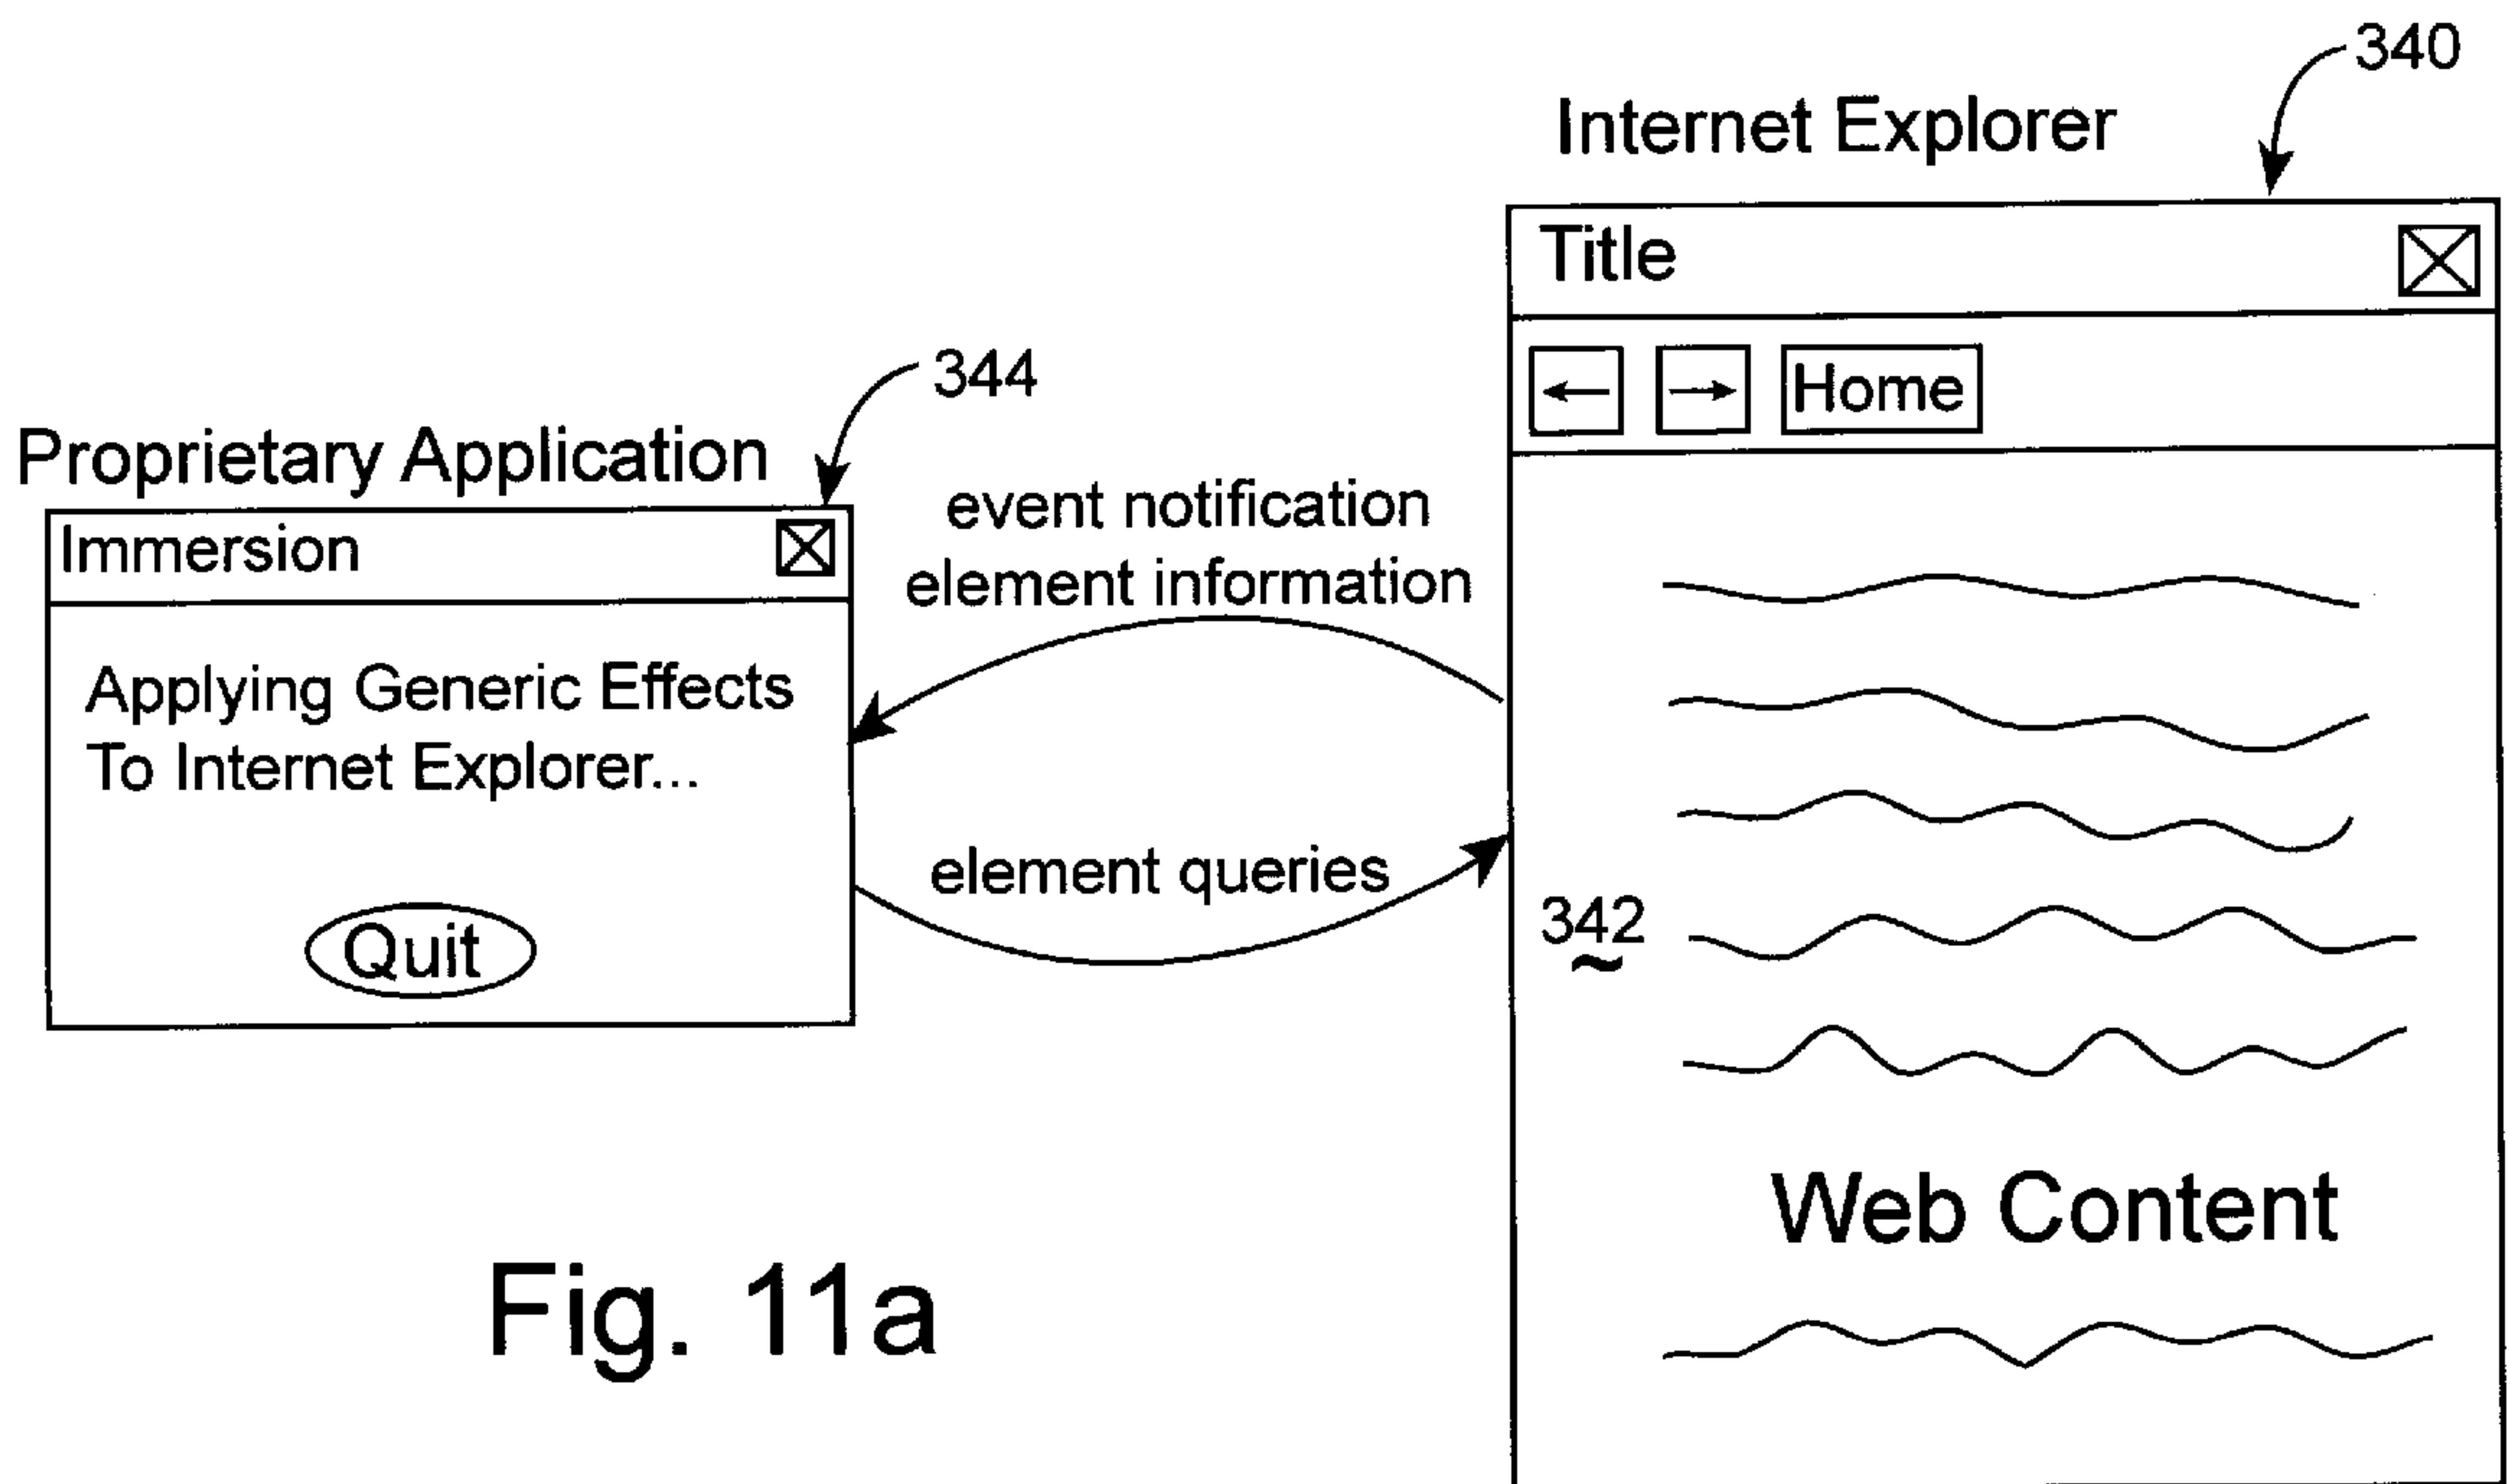 340
Internet Explorer
Title
Home
344
Proprietary Application
Immersion
Applying Generic Effects
To Internet Explorer...
Quit
event notification
element information
element queries
342
Web Content
Fig. 11a